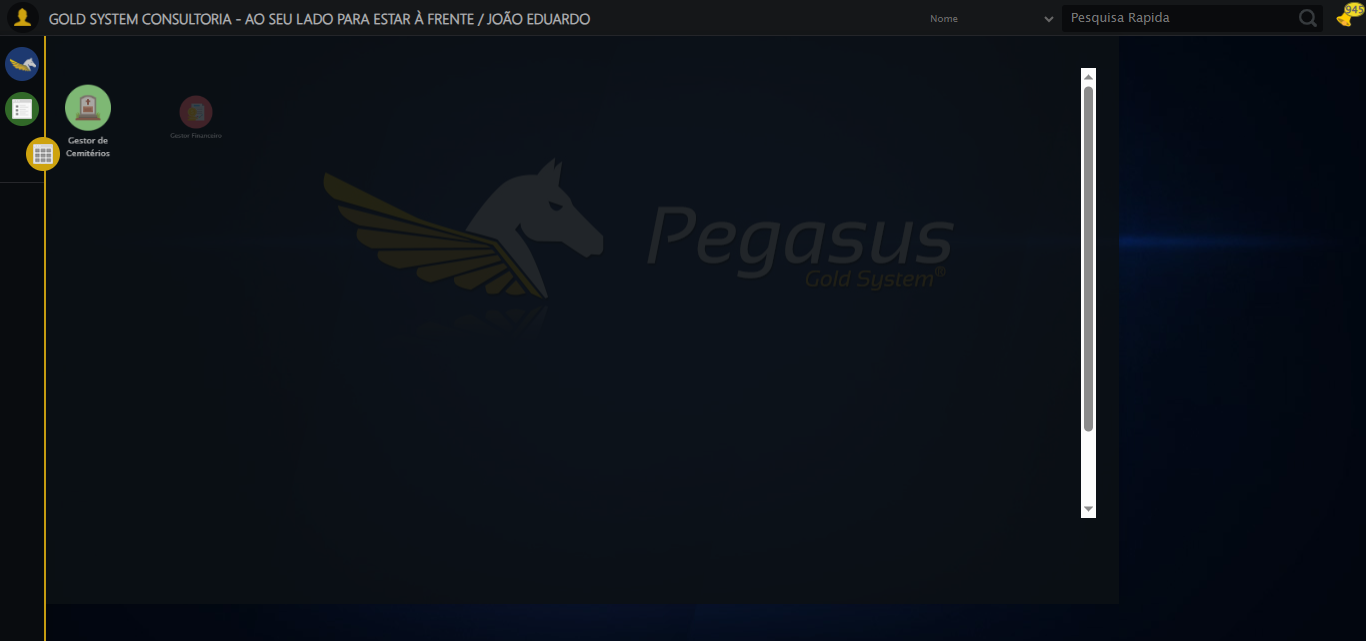 GOLD SYSTEM CONSULTORIA - AO SEU LADO PARA ESTAR À FRENTE / JOÃO EDUARDO
Nome
Pesquisa Rapida
945
Gestor de
Cemitérios
Gestor Financeiro
Pegasus
Gold System®